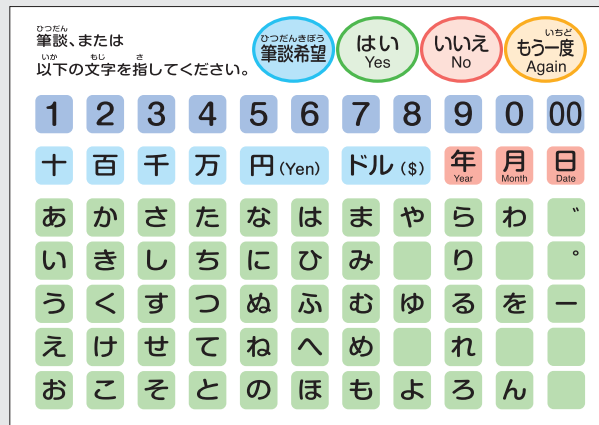 ひつだん
筆談、または
いか もじ さ
以下の文字を指してください。
ひつだんきぼう
筆談希望
はい
Yes
いいえ
No
いちど
もう一度
Again
1 2 3 4 5 6 7 8 9 0 00
十 百 千 万 円(Yen) ドル($) 年 月 日
Year Month Date
あ か さ た な は ま や ら わ ゛
い き し ち に ひ み り ゜
う く す つ ぬ ふ む ゆ る を ー
え け せ て ね へ め れ
お こ そ と の ほ も よ ろ ん